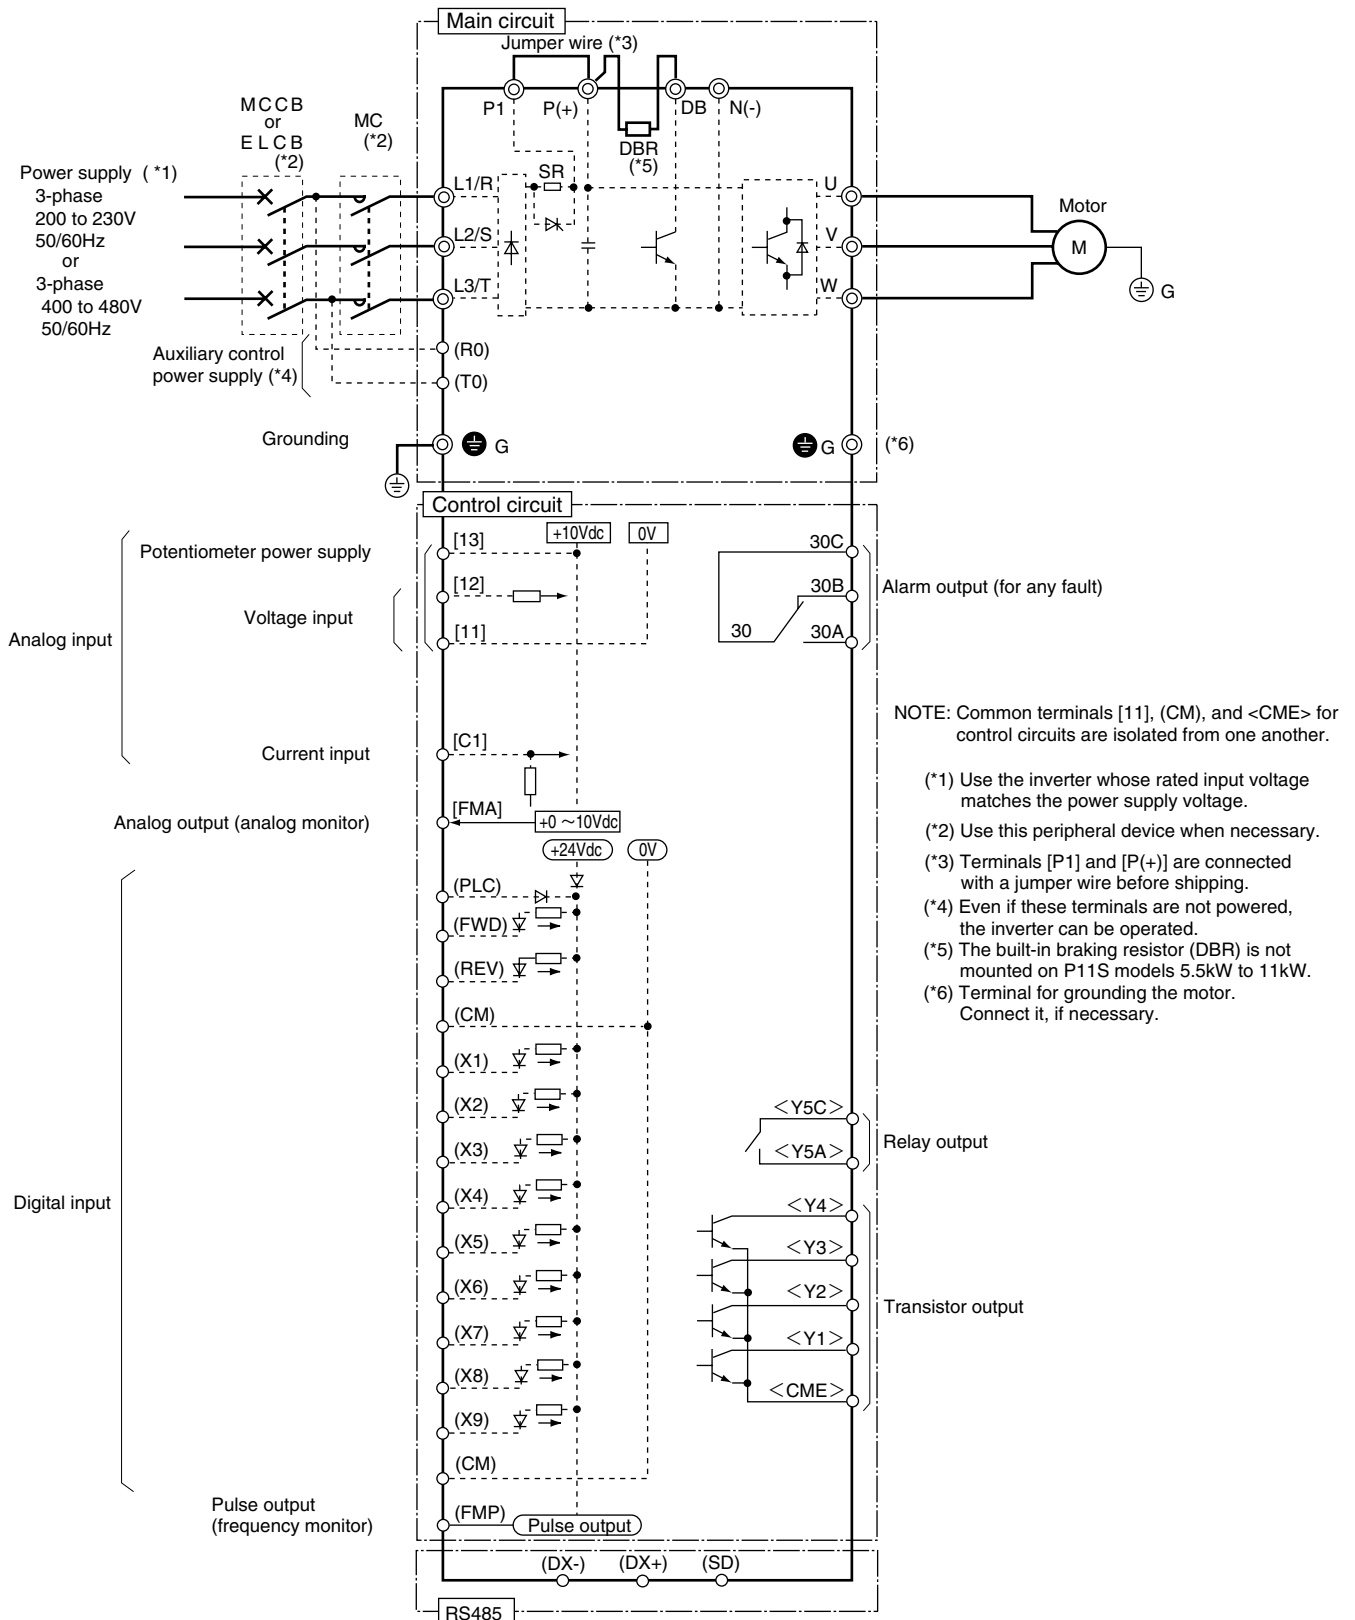 Main circuit
Jumper wire (*3)
P1
P(+)
DB
N(-)
DBR
(*5)
MCCB
or
ELCB
(*2)
MC
(*2)
Power supply (*1)
3-phase
200 to 230V
50/60Hz
or
3-phase
400 to 480V
50/60Hz
L1/R
L2/S
L3/T
SR
U
V
W
Motor
M
G
Auxiliary control
power supply (*4)
(R0)
(T0)
Grounding
G
G
(*6)
Control circuit
Potentiometer power supply
[13]
+10Vdc
0V
[12]
Voltage input
[11]
Analog input
Current input
[C1]
Analog output (analog monitor)
[FMA]
+0 ～10Vdc
30C
30B
30
30A
Alarm output (for any fault)
NOTE: Common terminals [11], (CM), and <CME> for
control circuits are isolated from one another.
(*1) Use the inverter whose rated input voltage
matches the power supply voltage.
(*2) Use this peripheral device when necessary.
(*3) Terminals [P1] and [P(+)] are connected
with a jumper wire before shipping.
(*4) Even if these terminals are not powered,
the inverter can be operated.
(*5) The built-in braking resistor (DBR) is not
mounted on P11S models 5.5kW to 11kW.
(*6) Terminal for grounding the motor.
Connect it, if necessary.
+24Vdc
0V
(PLC)
(FWD)
(REV)
(CM)
(X1)
(X2)
(X3)
(X4)
(X5)
(X6)
(X7)
(X8)
(X9)
(CM)
Digital input
<Y5C>
<Y5A>
Relay output
<Y4>
<Y3>
<Y2>
<Y1>
<CME>
Transistor output
Pulse output
(frequency monitor)
(FMP)
Pulse output
(DX-)
(DX+)
(SD)
RS485